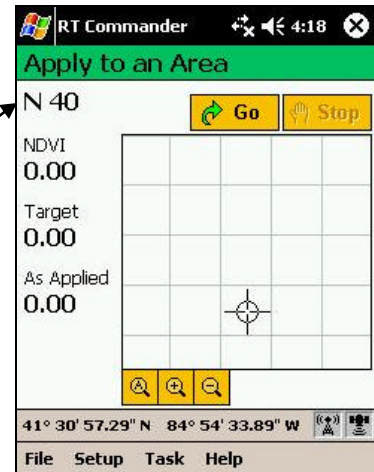 RT Commander 4:18
Apply to an Area
N 40
Go Stop
NDVI
0.00
Target
0.00
As Applied
0.00
A
41° 30' 57.29" N 84° 54' 33.89" W
File Setup Task Help